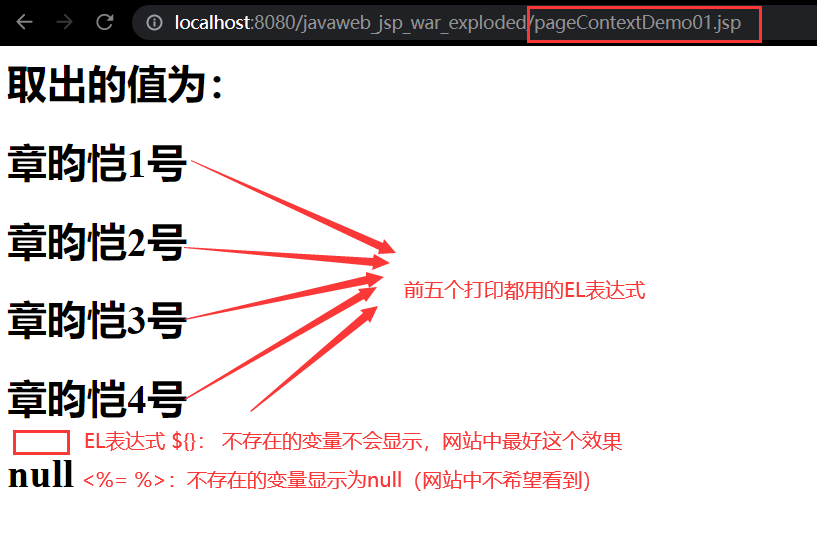 localhost:8080/javaweb_jsp_war_exploded/pageContextDemo01.jsp
取出的值为：
章昀恺1号
章昀恺2号
章昀恺3号
前五个打印都用的EL表达式
章昀恺4号
EL表达式 ${}： 不存在的变量不会显示，网站中最好这个效果
null <%= %>：不存在的变量显示为null（网站中不希望看到）